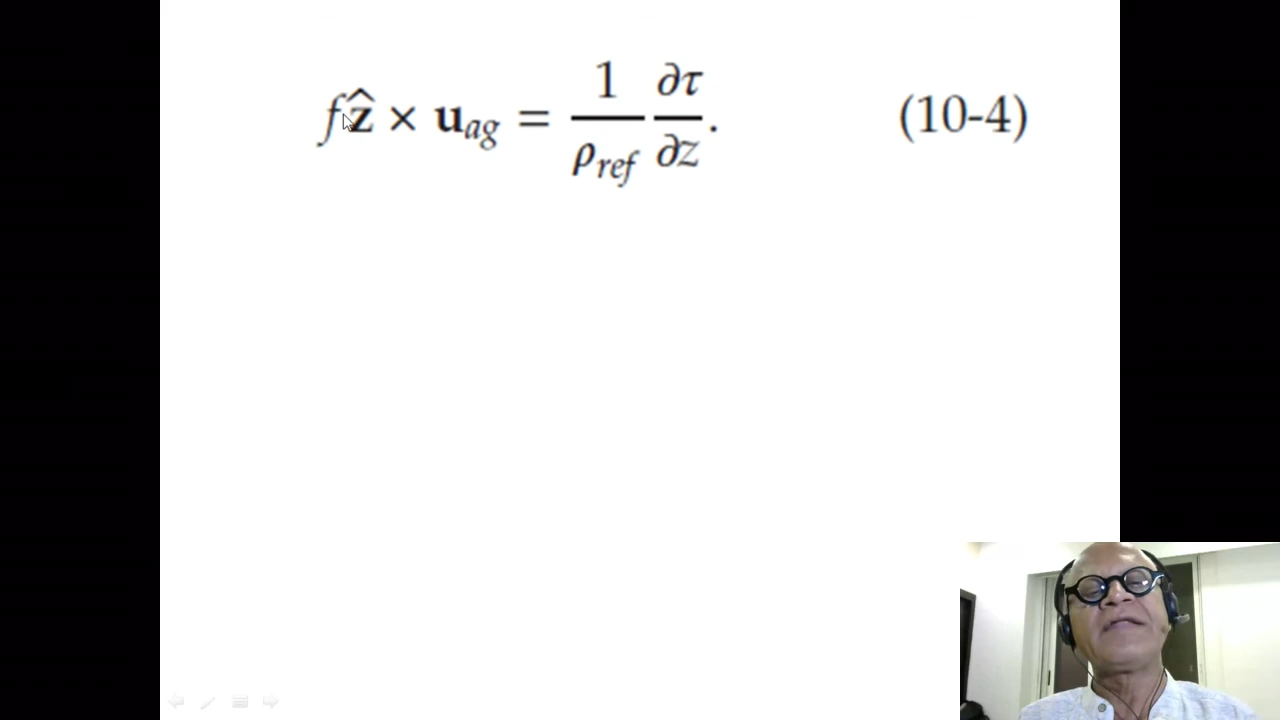 f ẑ × u_ag = 1/ρ_ref ∂τ/∂z. (10-4)